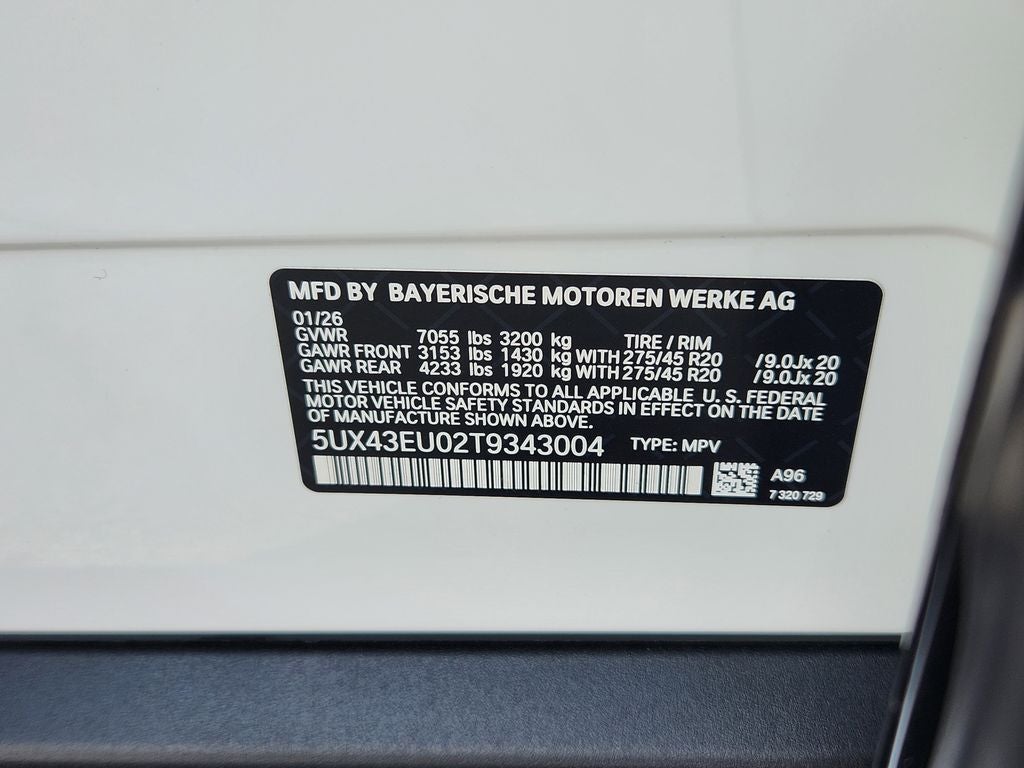 MFD BY BAYERISCHE MOTOREN WERKE AG
01/26
GVWR 7055 lbs 3200 kg TIRE / RIM
GAWR FRONT 3153 lbs 1430 kg WITH 275/45 R20 /9.0Jx 20
GAWR REAR 4233 lbs 1920 kg WITH 275/45 R20 /9.0Jx 20
THIS VEHICLE CONFORMS TO ALL APPLICABLE U. S. FEDERAL
MOTOR VEHICLE SAFETY STANDARDS IN EFFECT ON THE DATE
OF MANUFACTURE SHOWN ABOVE.
5UX43EU02T9343004 TYPE: MPV
A96
7 320 729